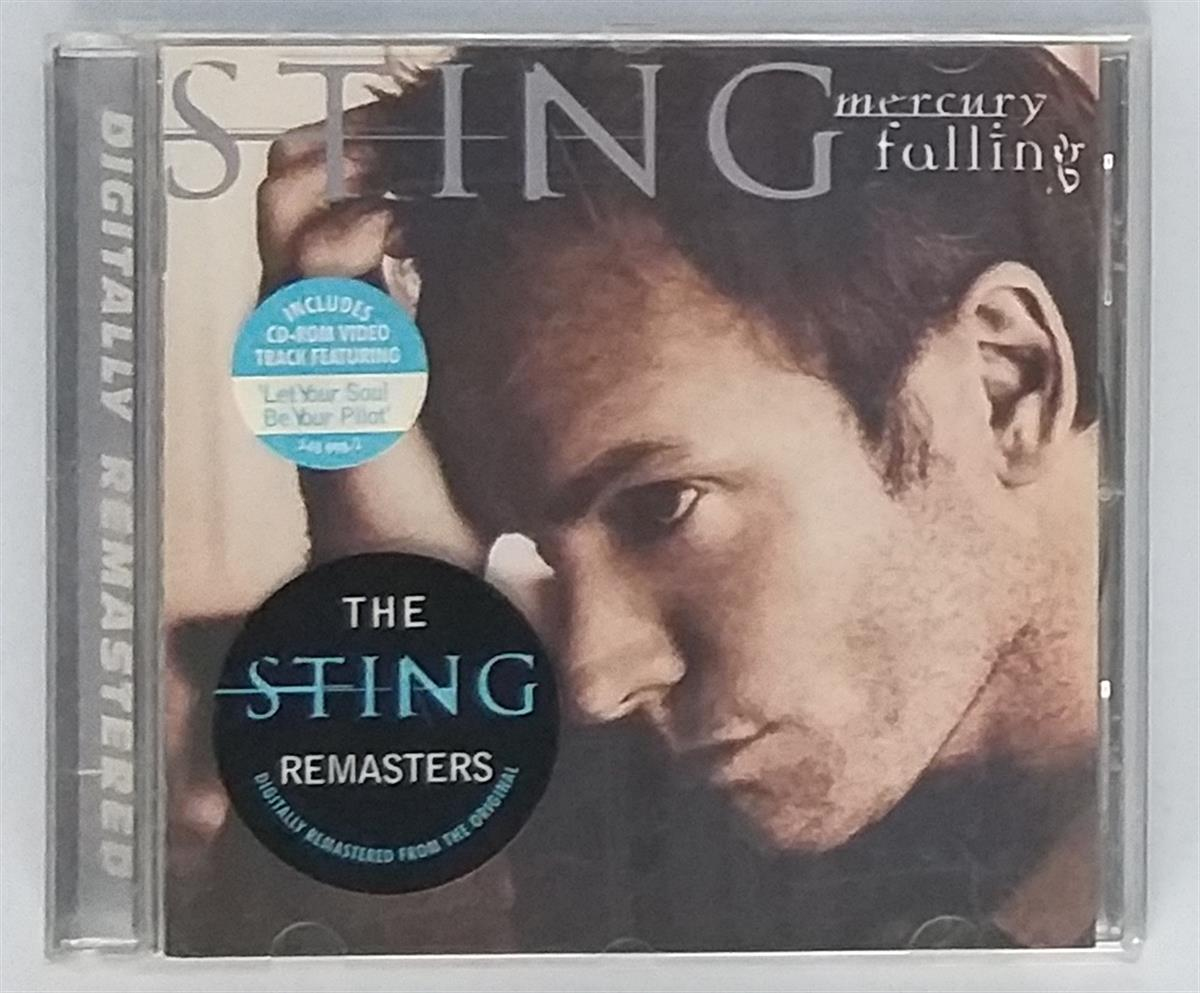 STING
mercury
falling
DIGITALLY REMASTERED
INCLUDES
CD-ROM VIDEO
TRACK FEATURING
'Let Your Soul
Be Your Pilot'
THE
STING
REMASTERS
DIGITALLY REMASTERED FROM THE ORIGINAL